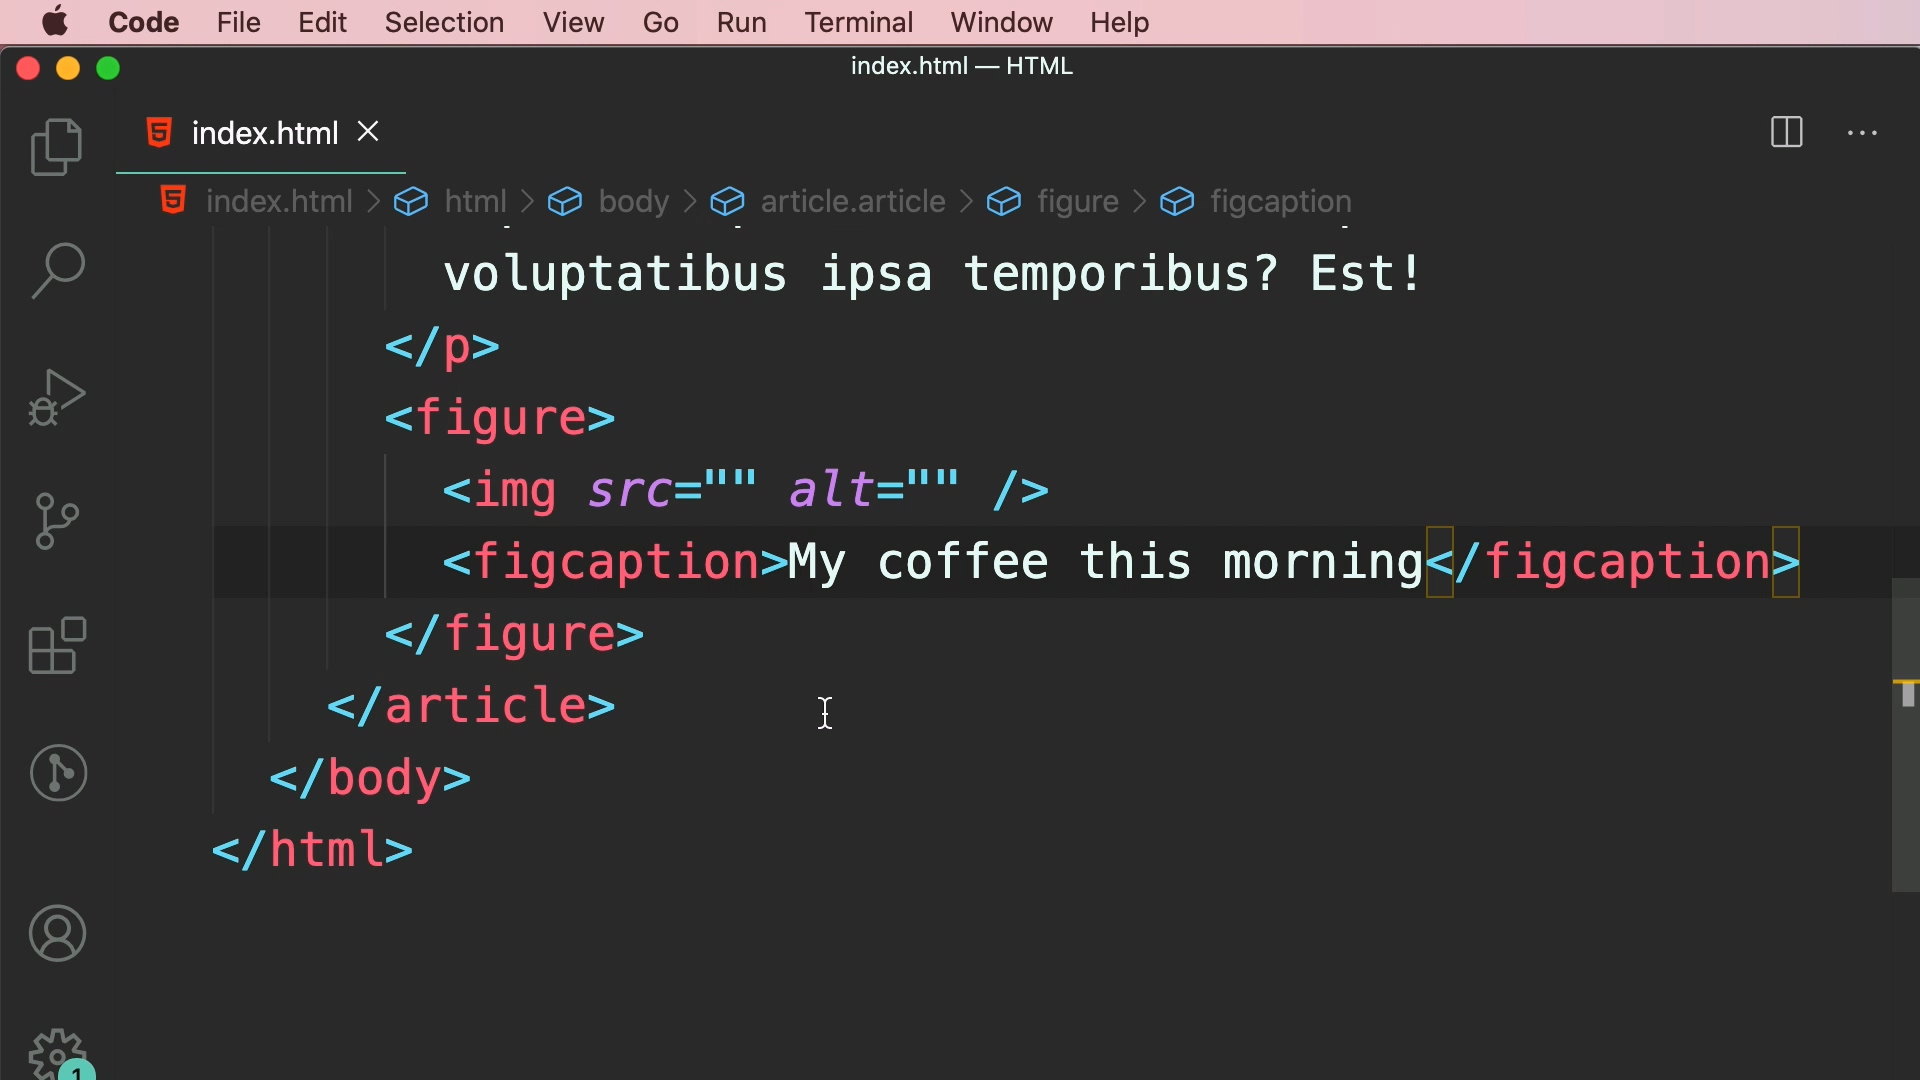 Code File Edit Selection View Go Run Terminal Window Help
index.html — HTML
index.html
index.html > html > body > article.article > figure > figcaption
voluptatibus ipsa temporibus? Est!
</p>
<figure>
<img src="" alt="" />
<figcaption>My coffee this morning</figcaption>
</figure>
</article>
</body>
</html>
1